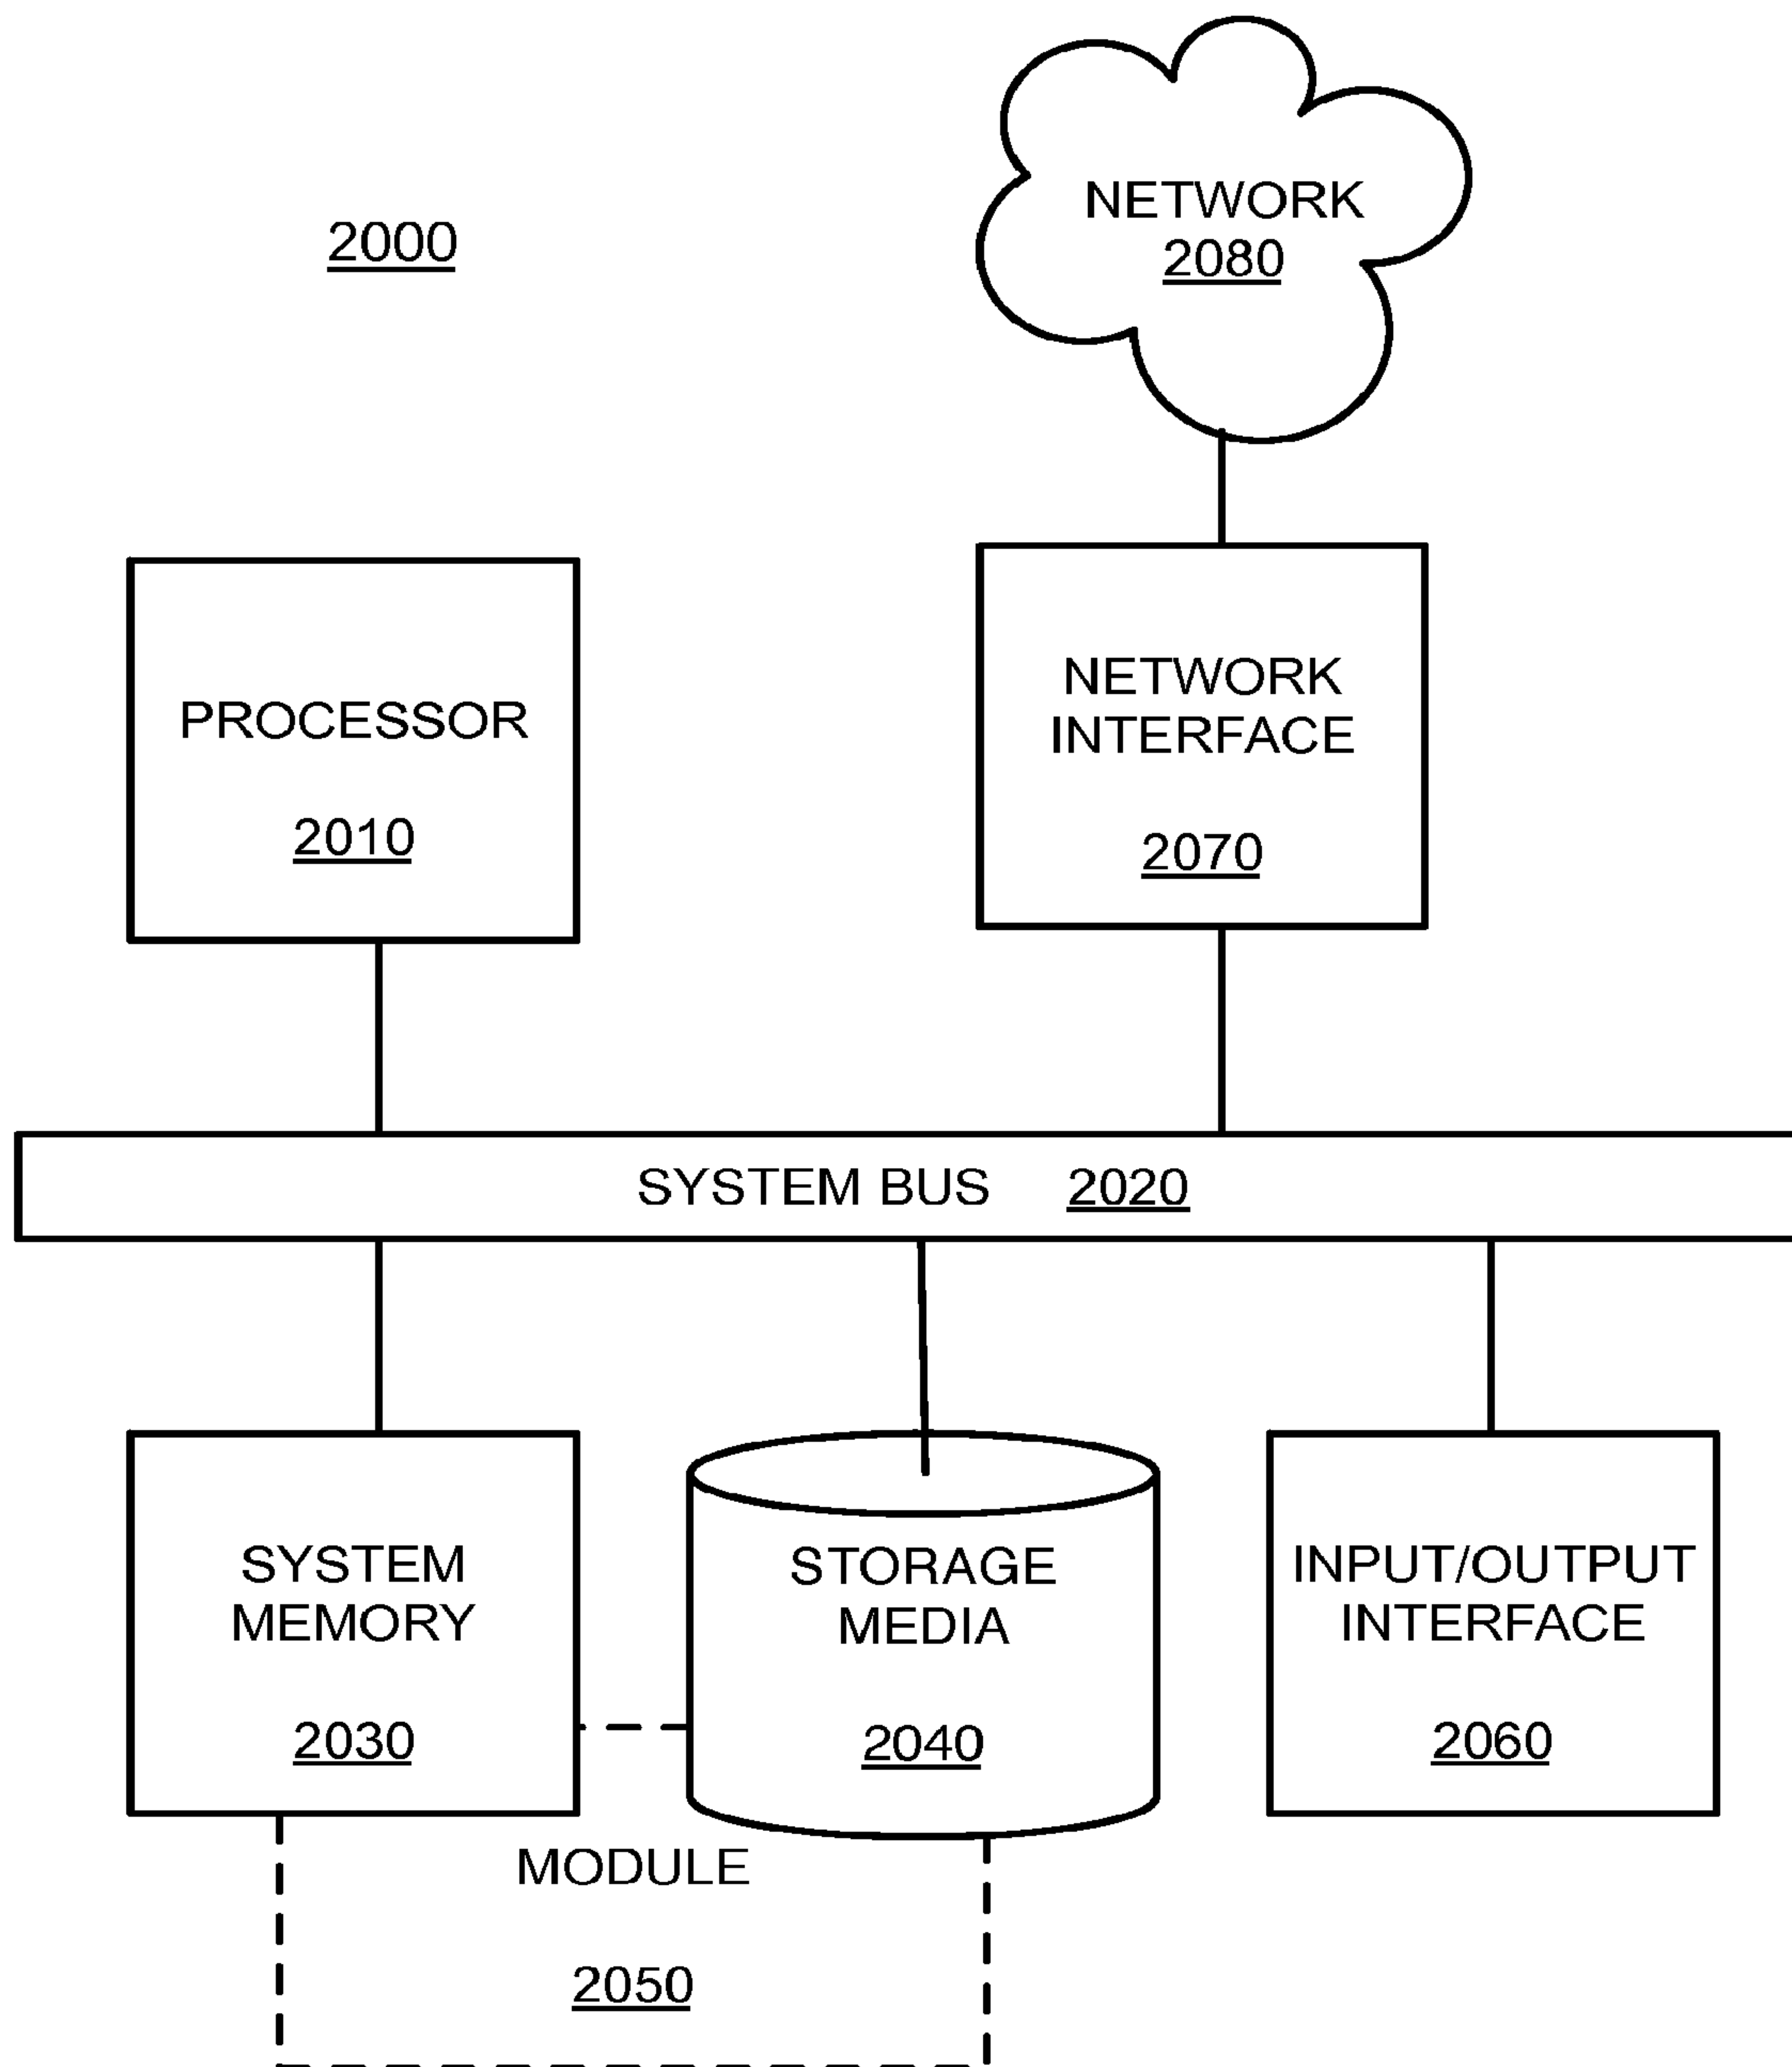 2000
NETWORK
2080
PROCESSOR
2010
NETWORK
INTERFACE
2070
SYSTEM BUS 2020
SYSTEM
MEMORY
2030
STORAGE
MEDIA
2040
INPUT/OUTPUT
INTERFACE
2060
MODULE
2050